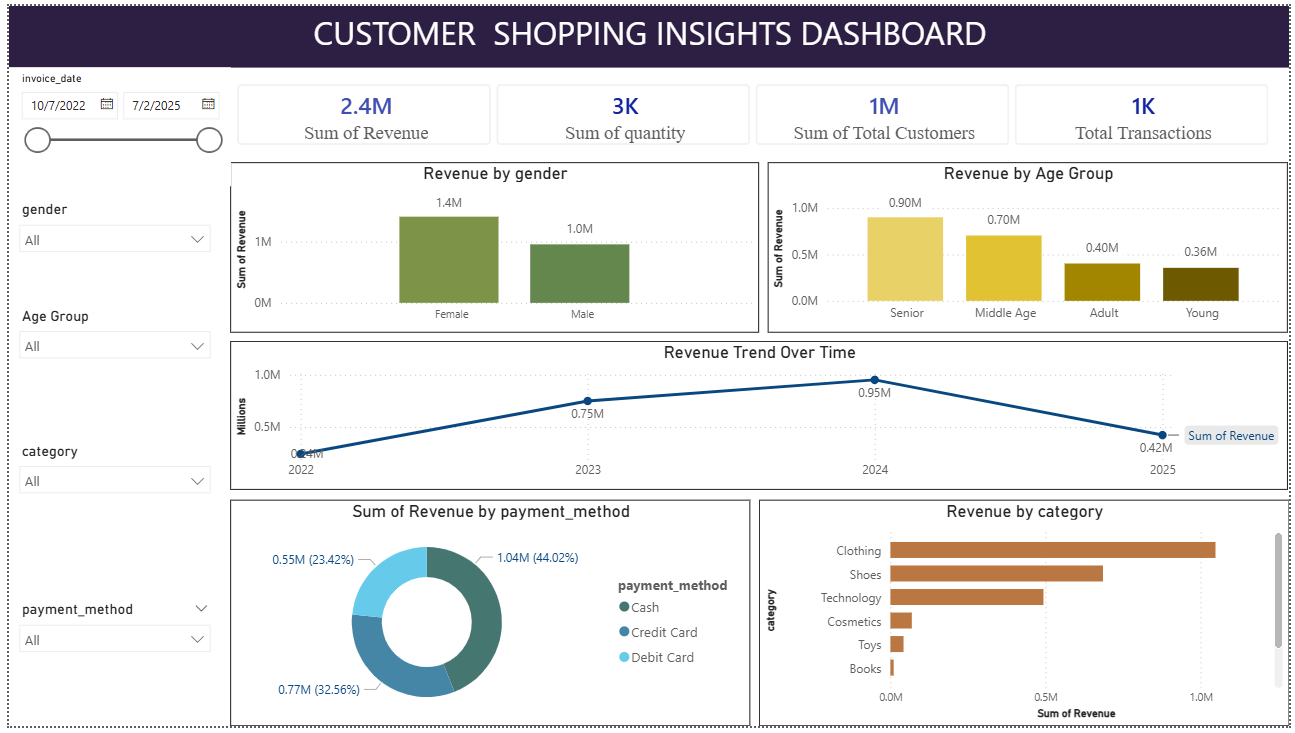 CUSTOMER  SHOPPING INSIGHTS DASHBOARD
invoice_date
10/7/2022
7/2/2025
2.4M
Sum of Revenue
3K
Sum of quantity
1M
Sum of Total Customers
1K
Total Transactions
gender
All
Age Group
All
category
All
payment_method
All
Revenue by gender
Sum of Revenue
1M
0M
1.4M
1.0M
Female
Male
Revenue by Age Group
Sum of Revenue
1.0M
0.5M
0.0M
0.90M
0.70M
0.40M
0.36M
Senior
Middle Age
Adult
Young
Revenue Trend Over Time
Millions
1.0M
0.5M
0.24M
0.75M
0.95M
0.42M
Sum of Revenue
2022
2023
2024
2025
Sum of Revenue by payment_method
0.55M (23.42%)
1.04M (44.02%)
0.77M (32.56%)
payment_method
Cash
Credit Card
Debit Card
Revenue by category
category
Clothing
Shoes
Technology
Cosmetics
Toys
Books
0.0M
0.5M
1.0M
Sum of Revenue